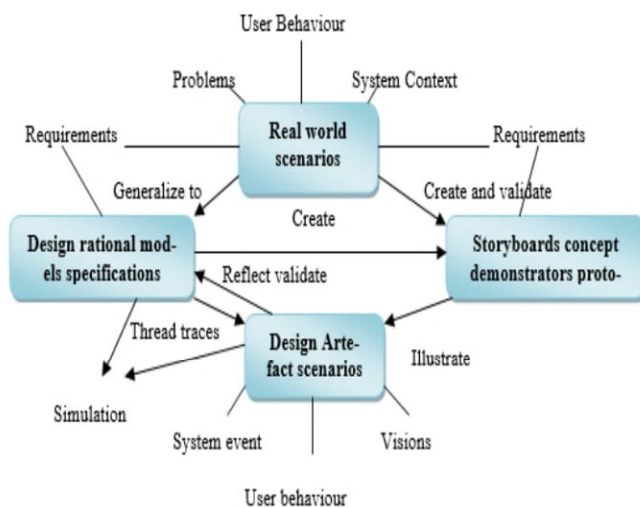 User Behaviour
Problems
System Context
Real world
scenarios
Requirements
Requirements
Generalize to
Create and validate
Create
Design rational mod-
els specifications
Storyboards concept
demonstrators proto-
Reflect validate
Thread traces
Design Arte-
fact scenarios
Illustrate
Simulation
System event
Visions
User behaviour